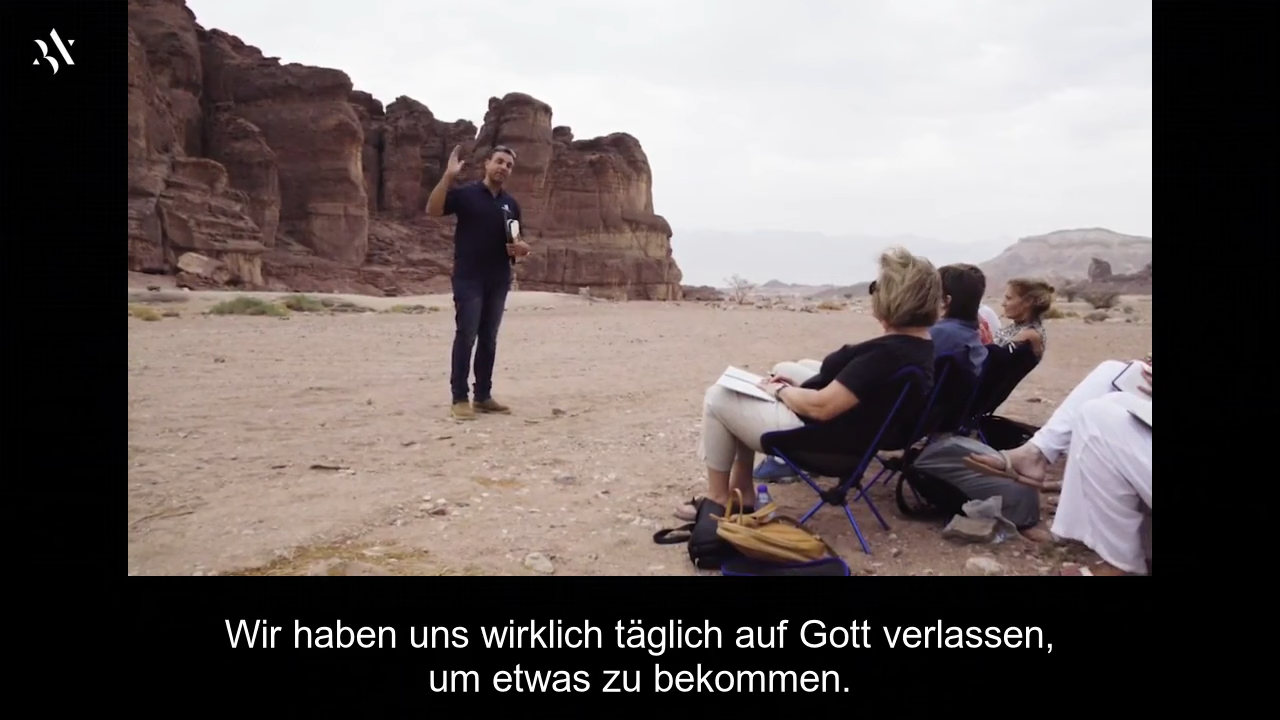 Wir haben uns wirklich täglich auf Gott verlassen,
um etwas zu bekommen.